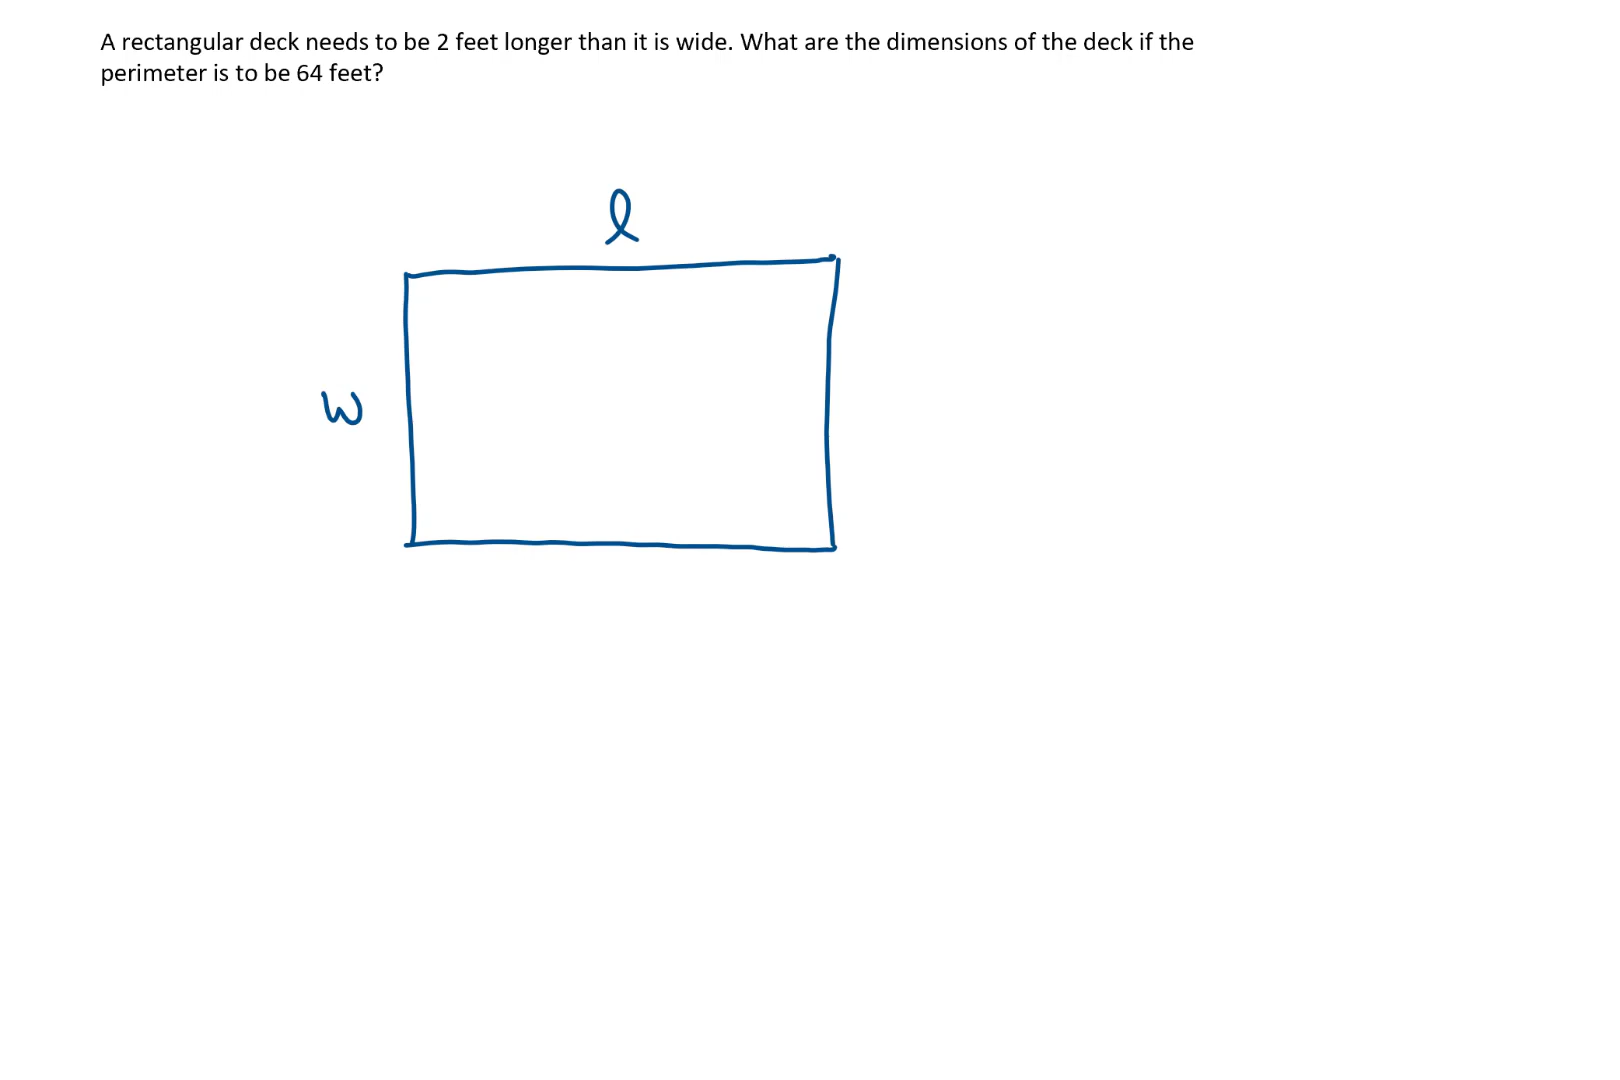 A rectangular deck needs to be 2 feet longer than it is wide. What are the dimensions of the deck if the
perimeter is to be 64 feet?
l
w